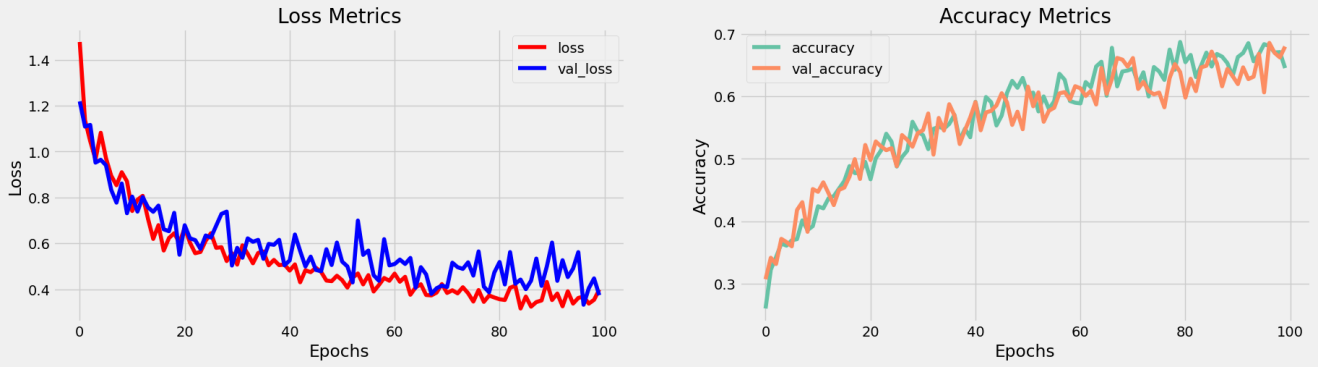 Loss Metrics
loss
val_loss
1.4
1.2
1.0
0.8
0.6
0.4
Loss
0 20 40 60 80 100
Epochs
Accuracy Metrics
accuracy
val_accuracy
0.7
0.6
0.5
0.4
0.3
Accuracy
0 20 40 60 80 100
Epochs